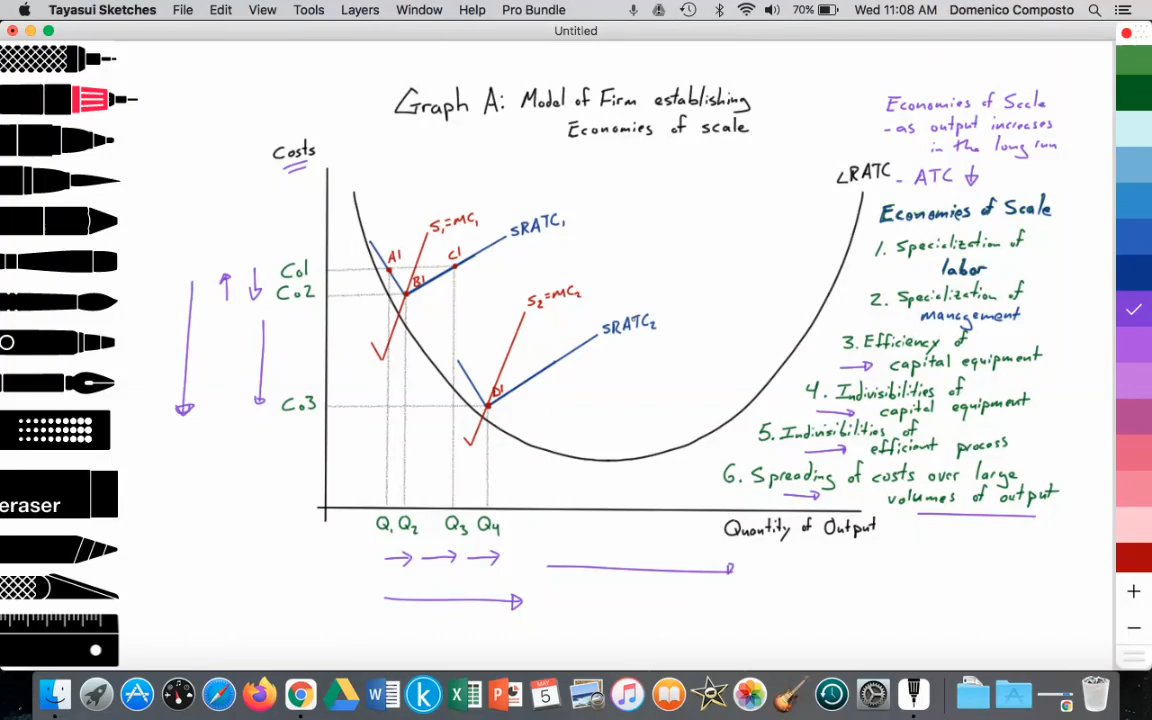 Tayasui Sketches File Edit View Tools Layers Window Help Pro Bundle 70% Wed 11:08 AM Domenico Composto
Untitled
Graph A: Model of Firm establishing
Economies of scale
Economies of Scale
- as output increases
in the long run
- ATC ↓
Costs
LRATC
S₁=MC₁
SRATC₁
A1
B1
C1
Co1
Co2
S₂=MC₂
SRATC₂
D1
Co3
Economies of Scale
1. Specialization of
labor
2. Specialization of
management
3. Efficiency of
capital equipment
4. Indivisibilities of
capital equipment
5. Indivisibilities of
efficient process
6. Spreading of costs over large
volumes of output
Q₁ Q₂ Q₃ Q₄
Quantity of Output
eraser